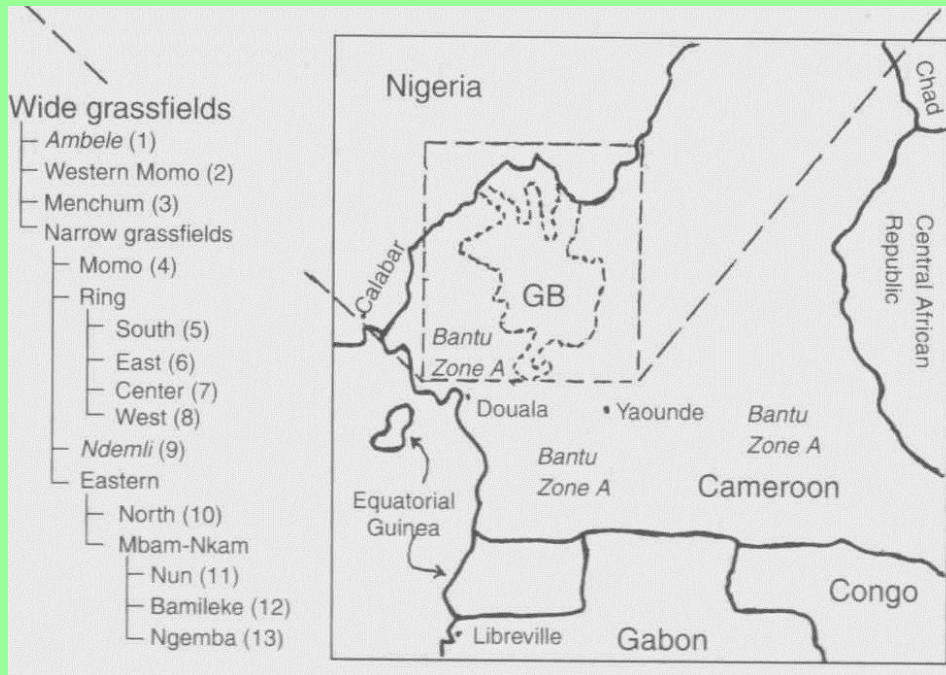 Wide grassfields
Ambele (1)
Western Momo (2)
Menchum (3)
Narrow grassfields
Momo (4)
Ring
South (5)
East (6)
Center (7)
West (8)
Ndemli (9)
Eastern
North (10)
Mbam-Nkam
Nun (11)
Bamileke (12)
Ngemba (13)
Nigeria
Chad
Central African
Republic
Calabar
GB
Bantu
Zone A
Douala
Yaounde
Bantu
Zone A
Bantu
Zone A
Cameroon
Equatorial
Guinea
Congo
Libreville
Gabon